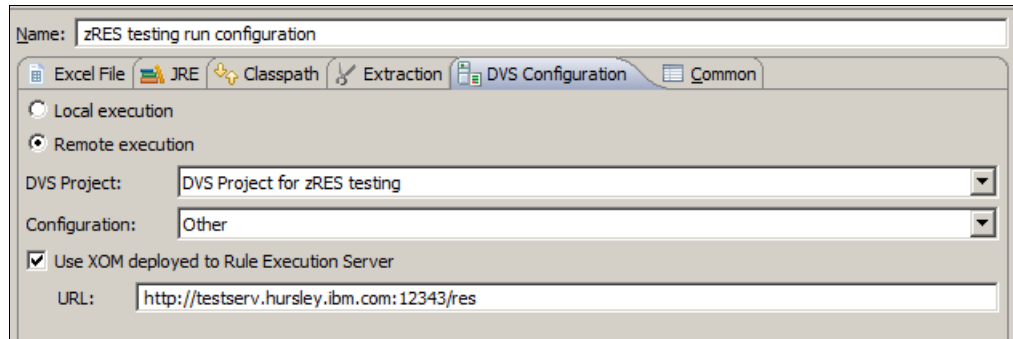 Name: zRES testing run configuration
Excel File JRE Classpath Extraction DVS Configuration Common
Local execution
Remote execution
DVS Project: DVS Project for zRES testing
Configuration: Other
Use XOM deployed to Rule Execution Server
URL: http://testserv.hursley.ibm.com:12343/res